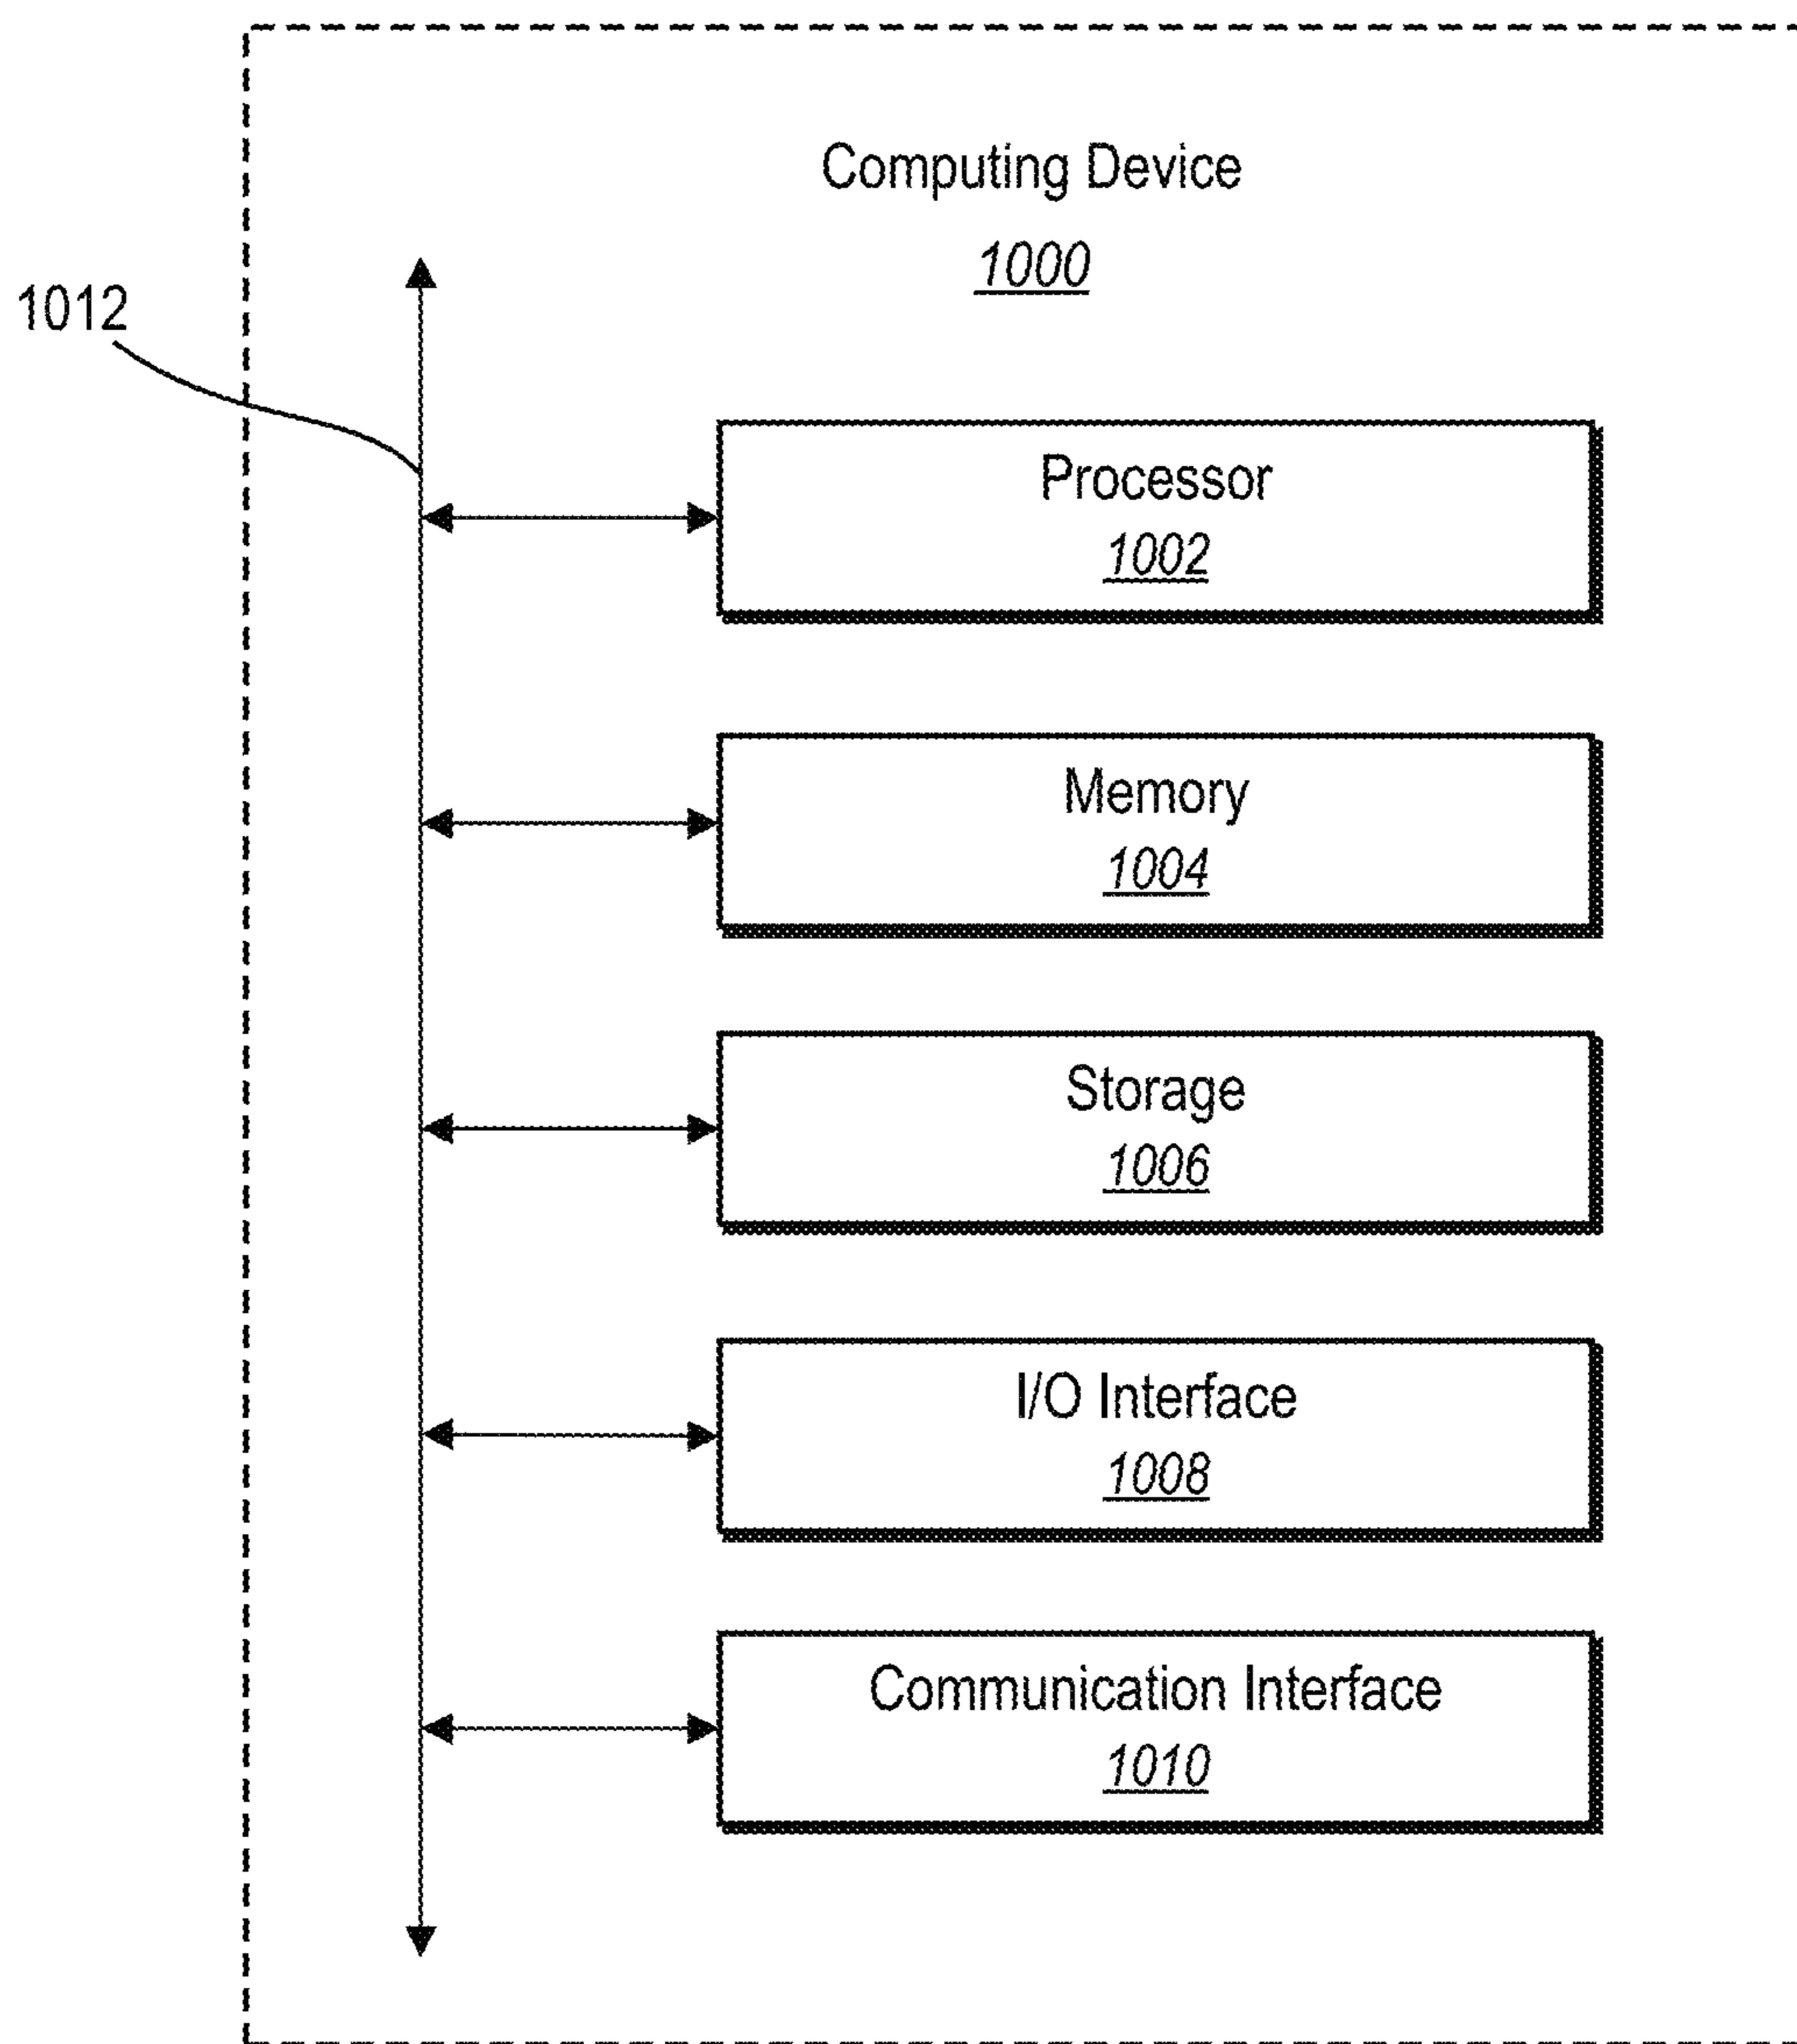 Computing Device
1000
1012
Processor
1002
Memory
1004
Storage
1006
I/O Interface
1008
Communication Interface
1010